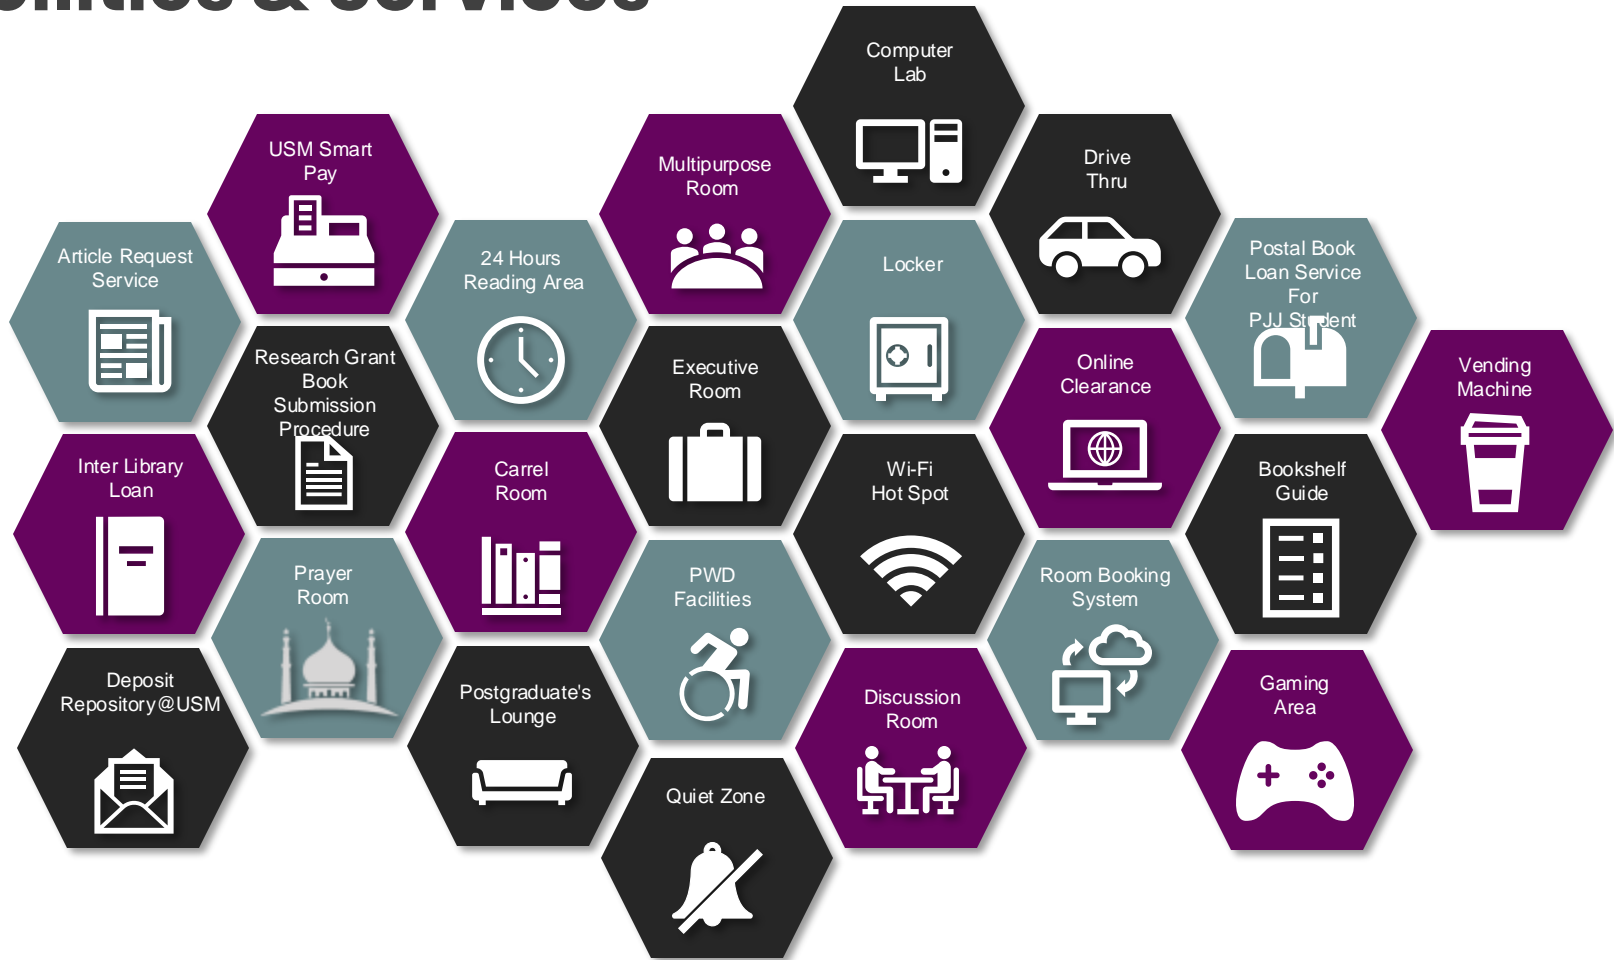 & Services
Computer
Lab
USM Smart
Pay
Multipurpose
Room
Drive
Thru
Article Request
Service
24 Hours
Reading Area
Locker
Postal Book
Loan Service
For
PJJ Student
Research Grant
Book
Submission
Procedure
Executive
Room
Online
Clearance
Vending
Machine
Inter Library
Loan
Carrel
Room
Wi-Fi
Hot Spot
Bookshelf
Guide
Prayer
Room
PWD
Facilities
Room Booking
System
Deposit
Repository@USM
Postgraduate's
Lounge
Discussion
Room
Gaming
Area
Quiet Zone